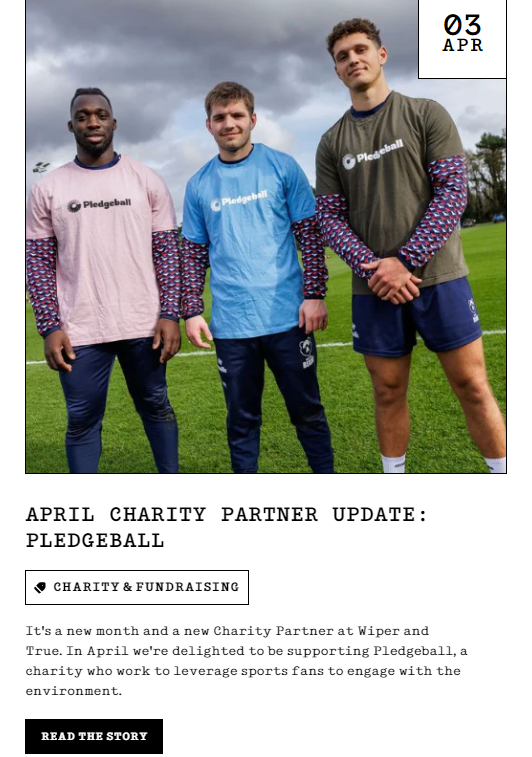 03
APR
Pledgeball
Pledgeball
Pledgeball
APRIL CHARITY PARTNER UPDATE:
PLEDGEBALL
CHARITY & FUNDRAISING
It's a new month and a new Charity Partner at Wiper and
True. In April we're delighted to be supporting Pledgeball, a
charity who work to leverage sports fans to engage with the
environment.
READ THE STORY